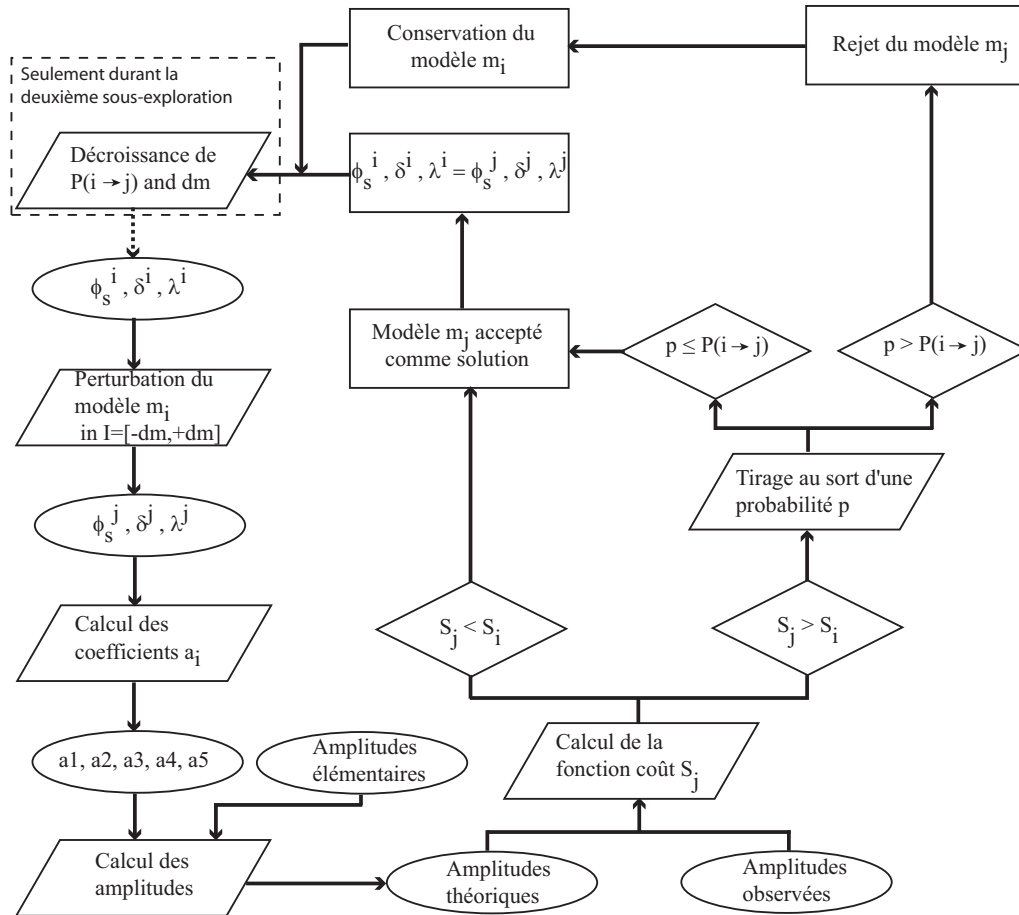 Conservation du
modèle m_i
Rejet du modèle m_j
Seulement durant la
deuxième sous-exploration
Décroissance de
P(i → j) and dm
ϕ_s^i , δ^i , λ^i = ϕ_s^j , δ^j , λ^j
ϕ_s^i , δ^i , λ^i
Modèle m_j accepté
comme solution
p ≤ P(i → j)
p > P(i → j)
Perturbation du
modèle m_i
in I=[-dm,+dm]
Tirage au sort d'une
probabilité p
ϕ_s^j , δ^j , λ^j
Calcul des
coefficients a_i
S_j < S_i
S_j > S_i
a1, a2, a3, a4, a5
Amplitudes
élémentaires
Calcul de la
fonction coût S_j
Calcul des
amplitudes
Amplitudes
théoriques
Amplitudes
observées